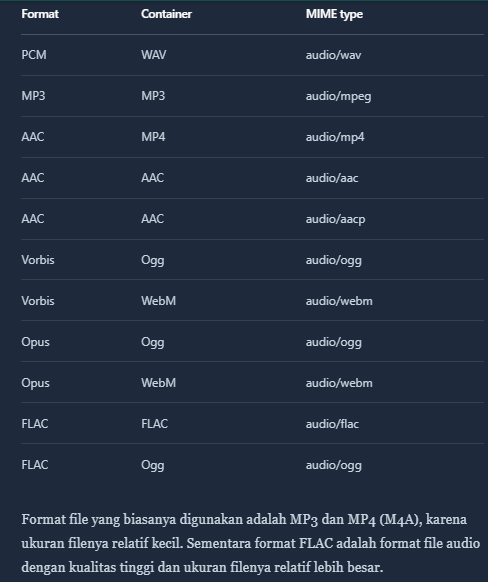 Format Container MIME type
PCM WAV audio/wav
MP3 MP3 audio/mpeg
AAC MP4 audio/mp4
AAC AAC audio/aac
AAC AAC audio/aacp
Vorbis Ogg audio/ogg
Vorbis WebM audio/webm
Opus Ogg audio/ogg
Opus WebM audio/webm
FLAC FLAC audio/flac
FLAC Ogg audio/ogg
Format file yang biasanya digunakan adalah MP3 dan MP4 (M4A), karena
ukuran filenya relatif kecil. Sementara format FLAC adalah format file audio
dengan kualitas tinggi dan ukuran filenya relatif lebih besar.